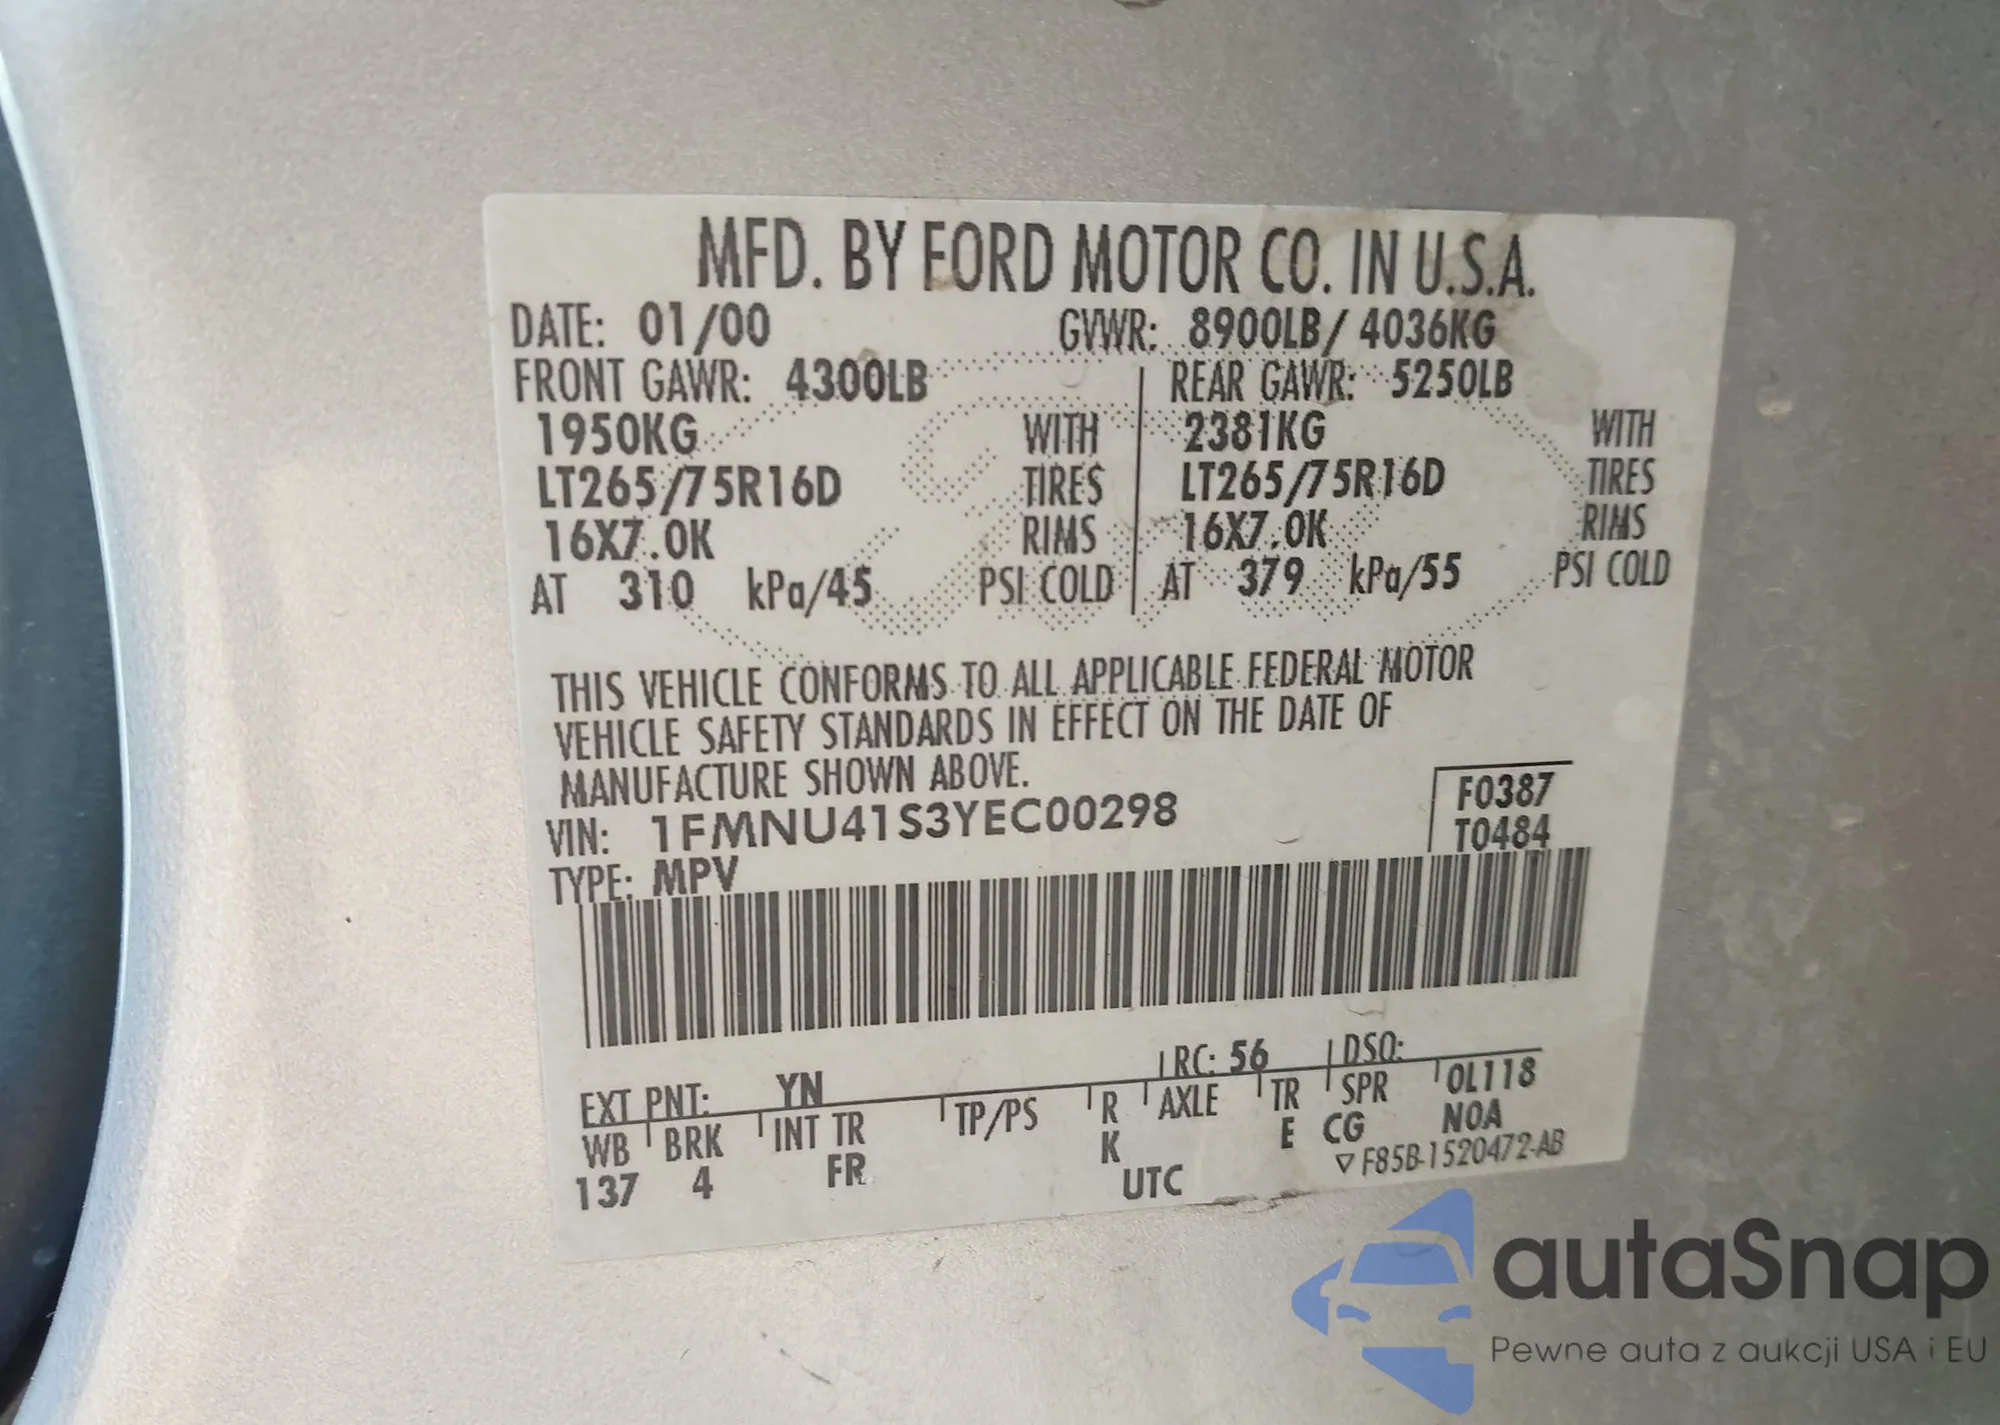 MFD. BY FORD MOTOR CO. IN U.S.A.
DATE: 01/00 GVWR: 8900LB/ 4036KG
FRONT GAWR: 4300LB REAR GAWR: 5250LB
1950KG WITH 2381KG WITH
LT265/75R16D TIRES LT265/75R16D TIRES
16X7.0K RIMS 16X7.0K RIMS
AT 310 kPa/45 PSI COLD AT 379 kPa/55 PSI COLD
THIS VEHICLE CONFORMS TO ALL APPLICABLE FEDERAL MOTOR
VEHICLE SAFETY STANDARDS IN EFFECT ON THE DATE OF
MANUFACTURE SHOWN ABOVE.
VIN: 1FMNU41S3YEC00298 F0387
TYPE: MPV T0484
EXT PNT: YN RC: 56 DSO:
WB BRK INT TR TP/PS R AXLE TR SPR OL118
137 4 FR K UTC E CG NOA
▽ F85B-1520472-AB
autaSnap
Pewne auta z aukcji USA i EU